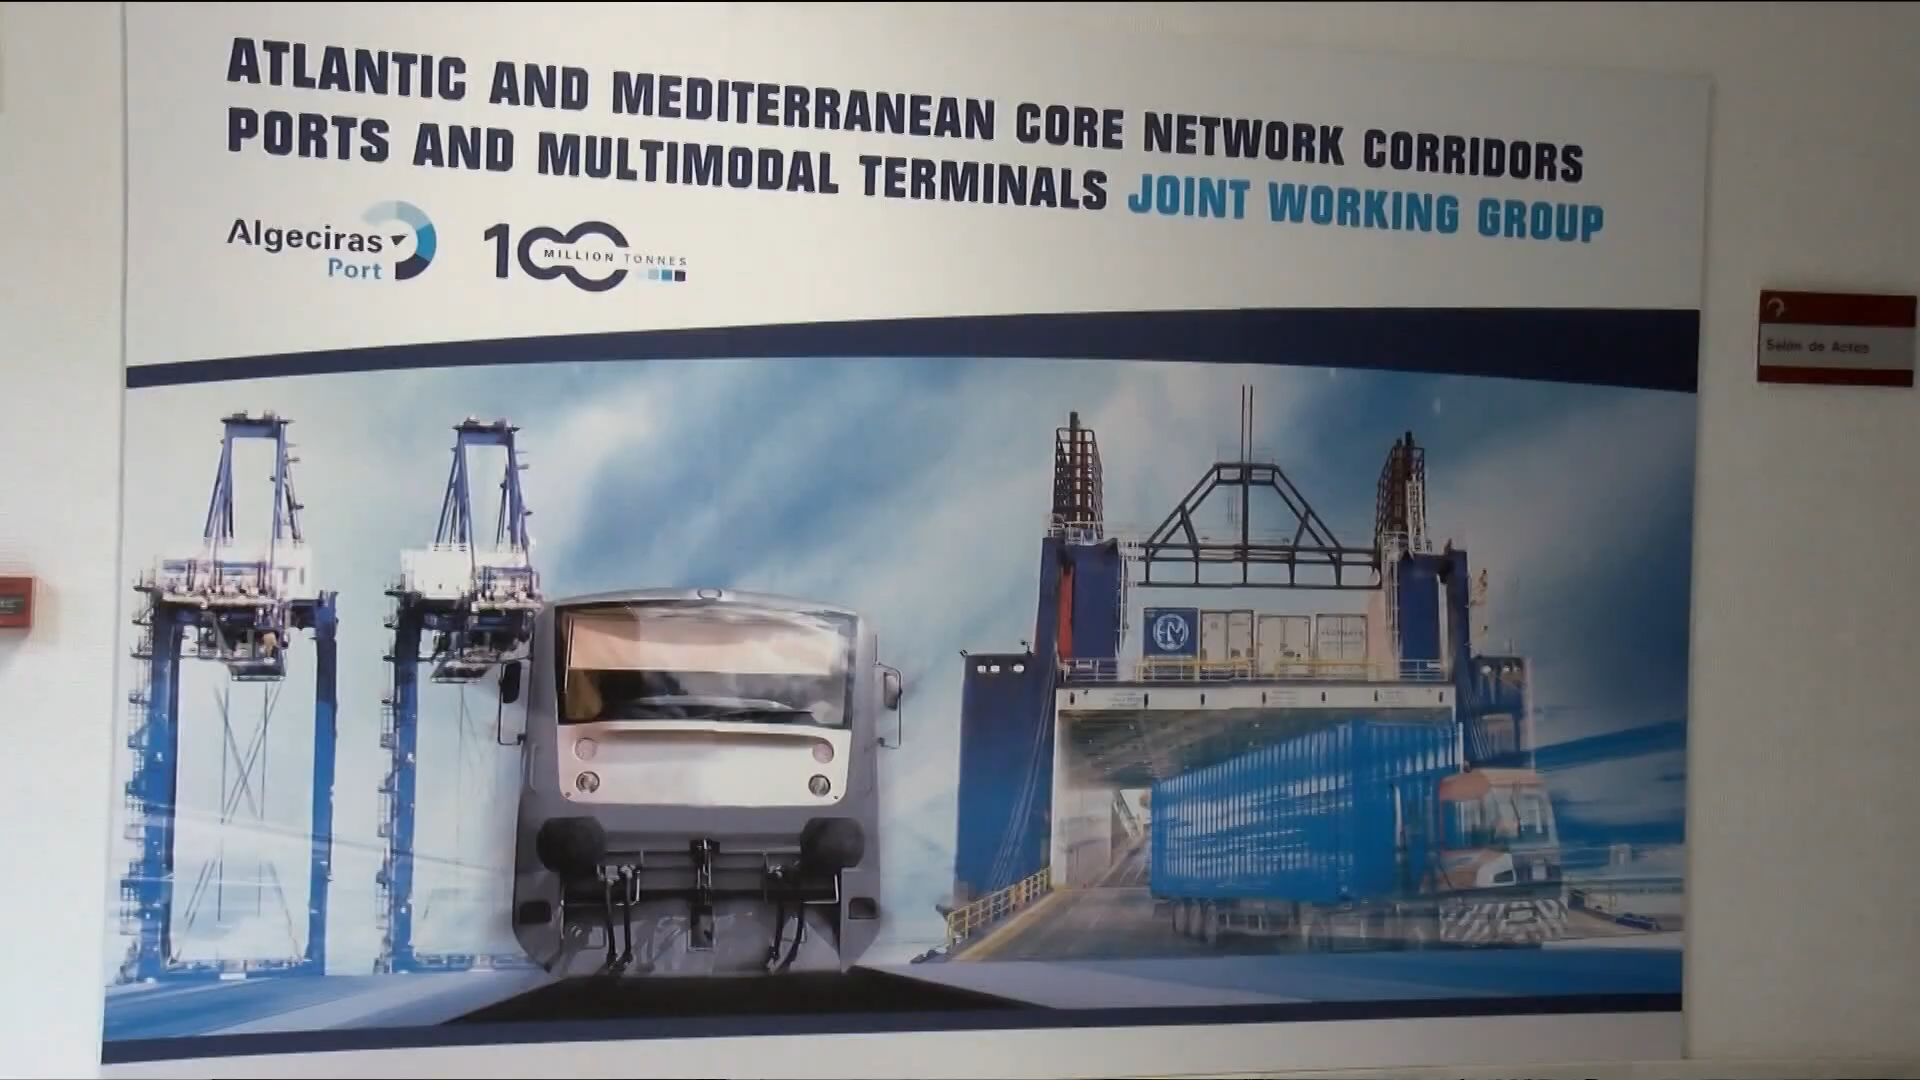 ATLANTIC AND MEDITERRANEAN CORE NETWORK CORRIDORS
PORTS AND MULTIMODAL TERMINALS JOINT WORKING GROUP
Algeciras
Port
100
MILLION TONNES
Salón de Actos